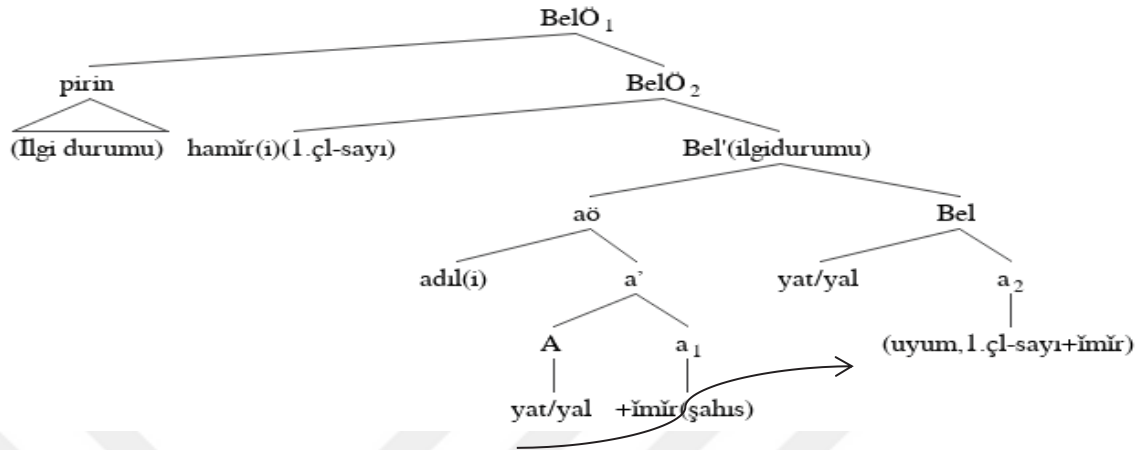 BelÖ 1
pirin BelÖ 2
(İlgi durumu) hamĭr(i)(1.çl-sayı) Bel'(ilgidurumu)
aö Bel
adıl(i) a' yat/yal a 2
A a 1 (uyum,1.çl-sayı+ĭmĭr)
yat/yal +ĭmĭr(şahıs)